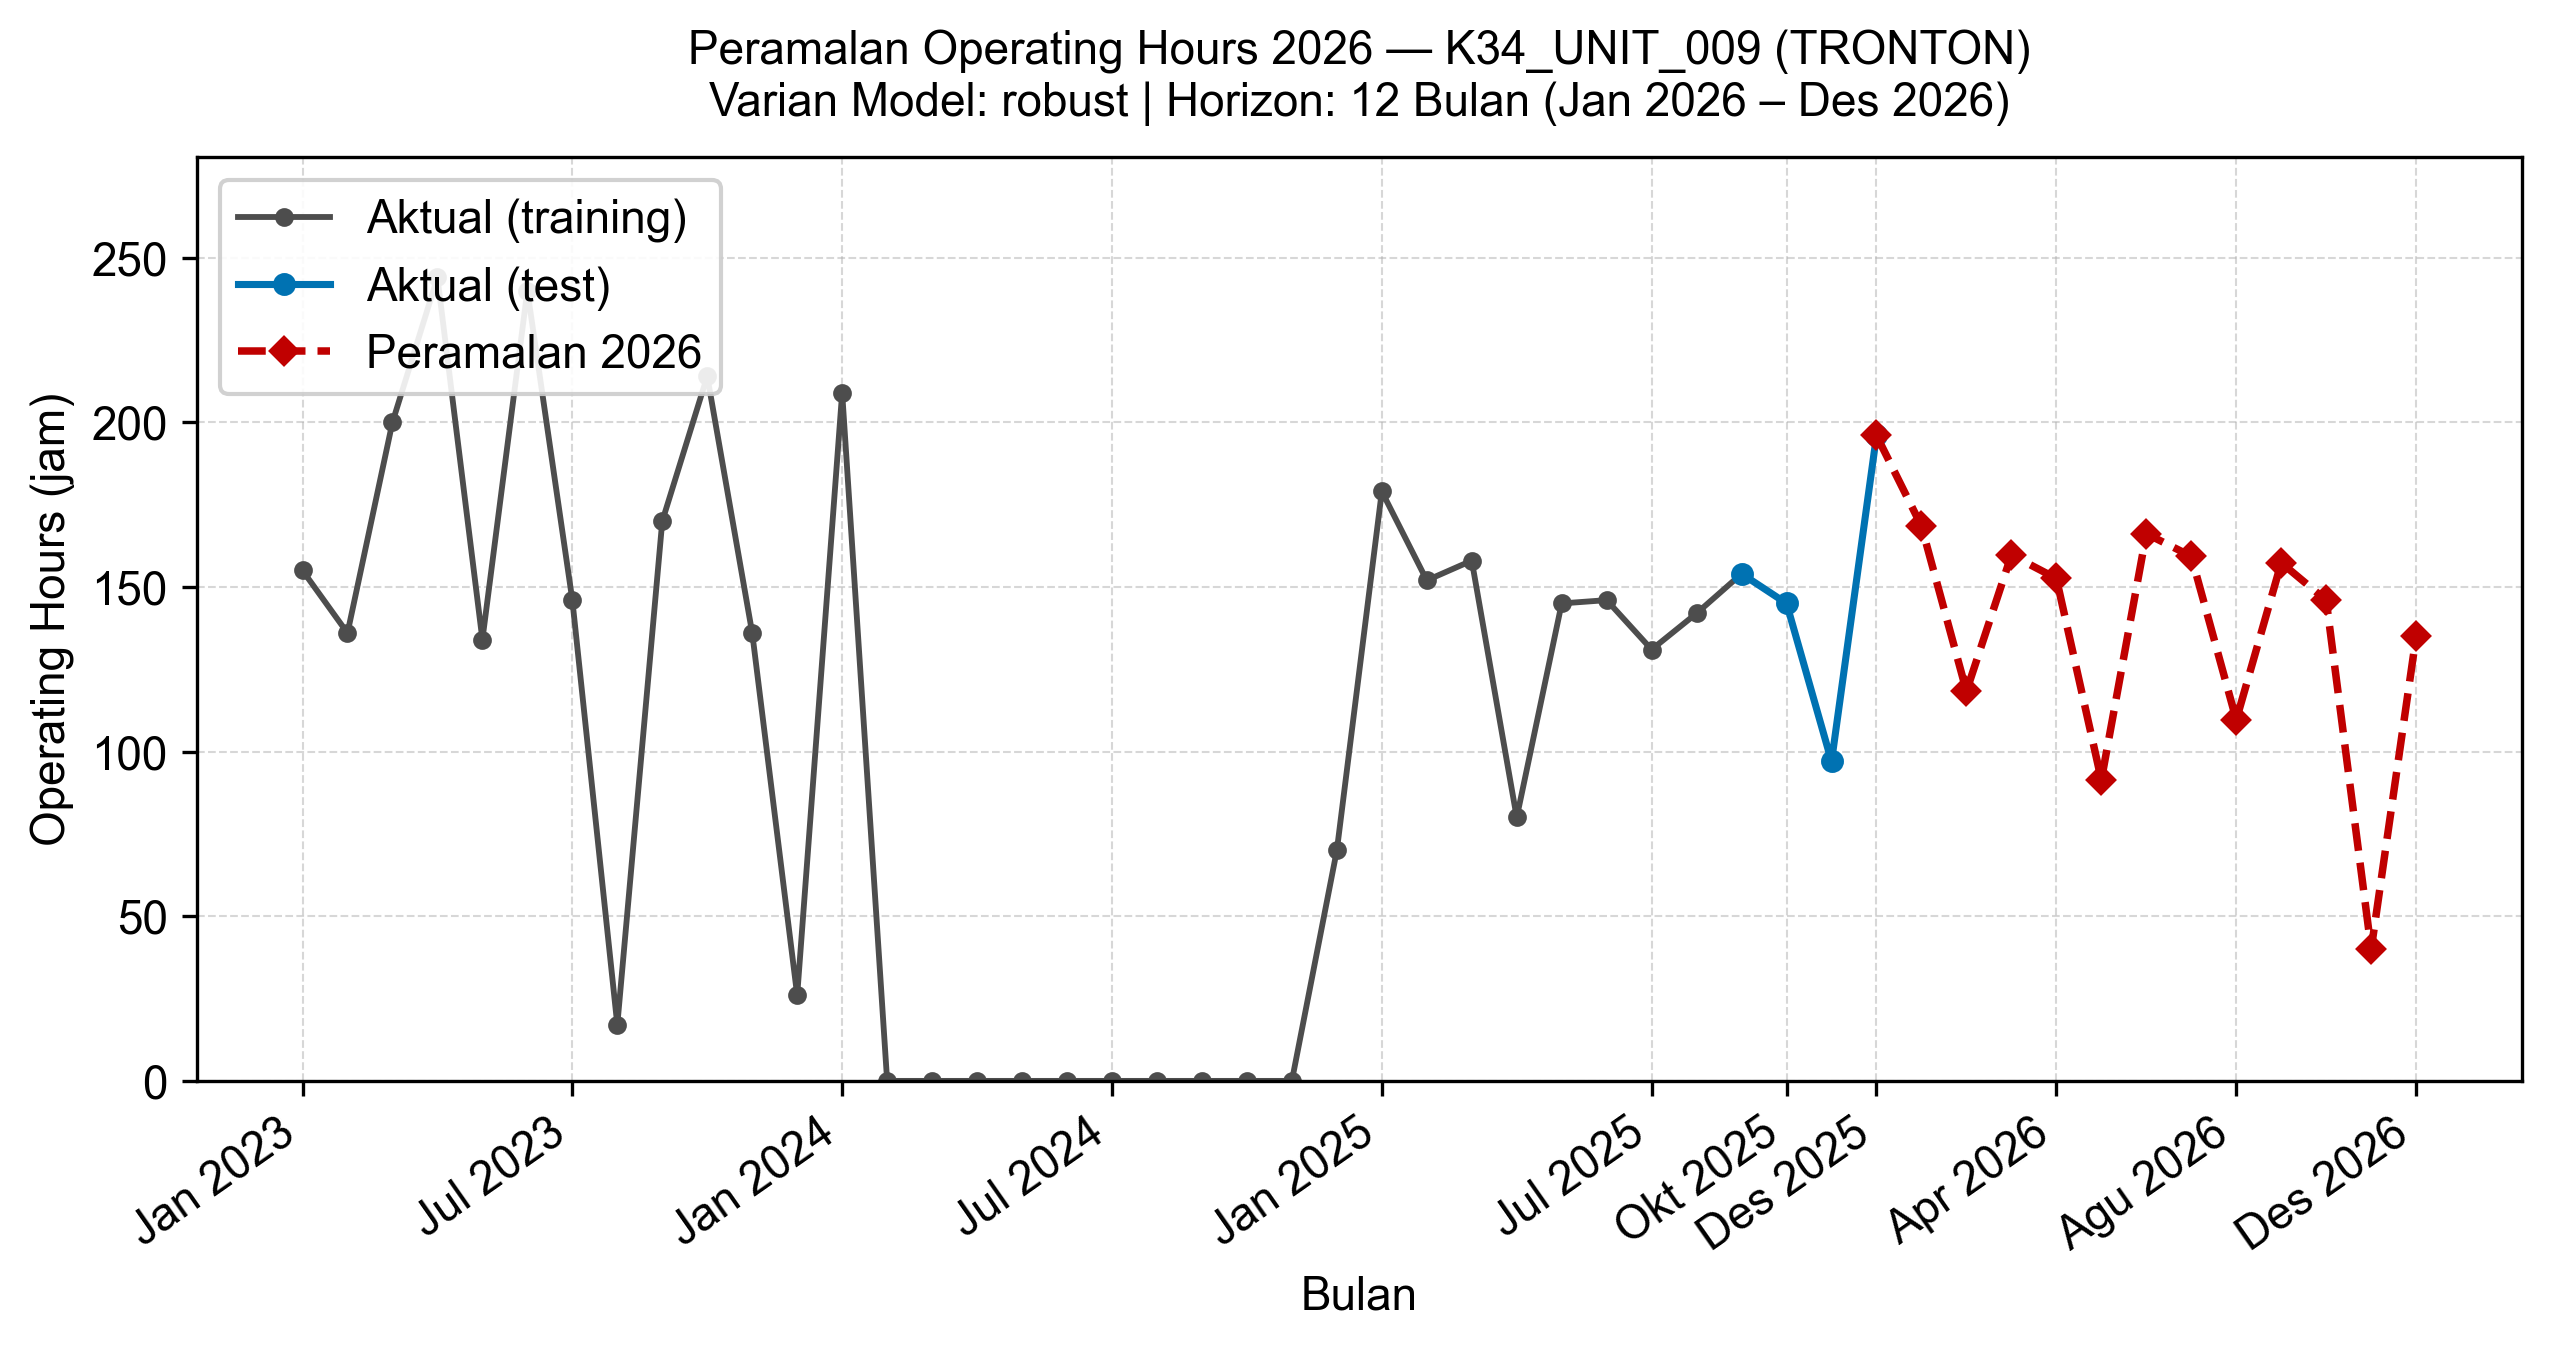 Peramalan Operating Hours 2026 — K34_UNIT_009 (TRONTON)
Varian Model: robust | Horizon: 12 Bulan (Jan 2026 – Des 2026)
Aktual (training)
Aktual (test)
Peramalan 2026
Operating Hours (jam)
250
200
150
100
50
0
Jan 2023
Jul 2023
Jan 2024
Jul 2024
Jan 2025
Jul 2025
Okt 2025
Des 2025
Apr 2026
Agu 2026
Des 2026
Bulan